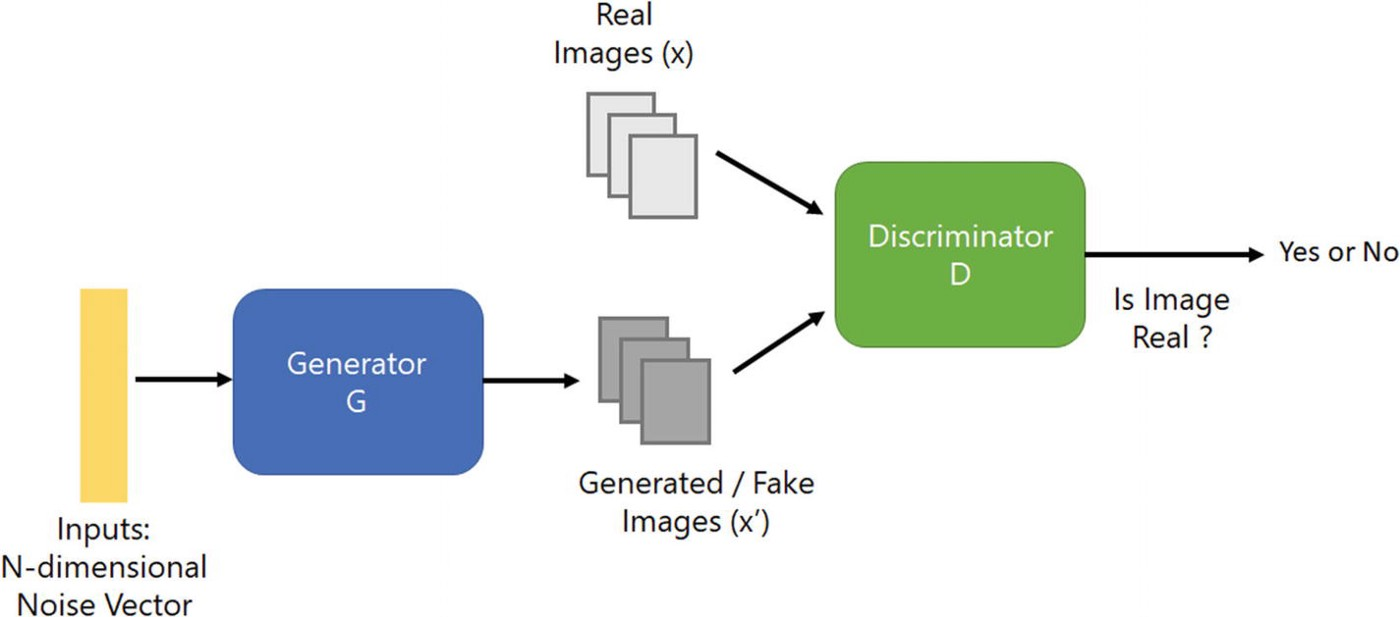 Real
Images (x)
Discriminator
D
Yes or No
Is Image
Real ?
Generator
G
Generated / Fake
Images (x’)
Inputs:
N-dimensional
Noise Vector